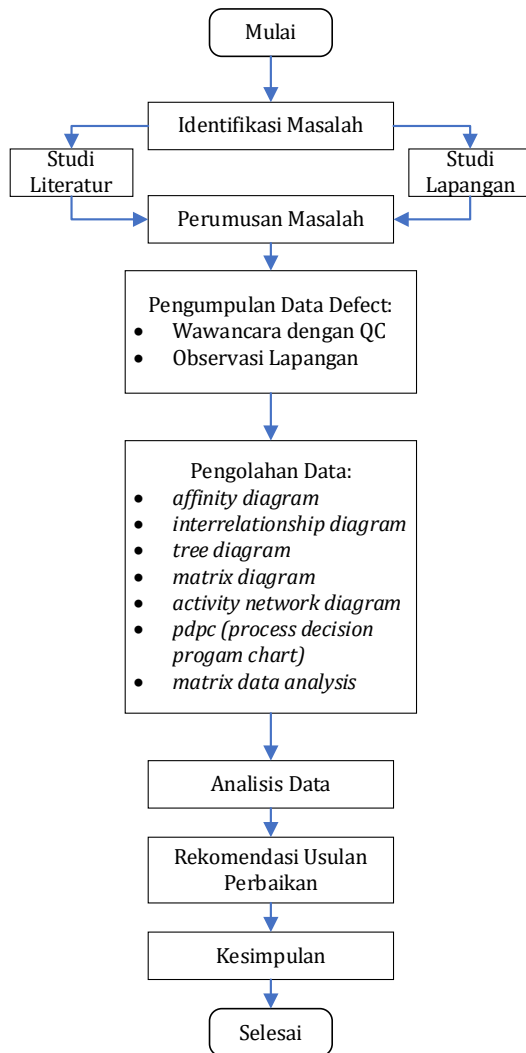 Mulai
Identifikasi Masalah
Studi
Literatur
Studi
Lapangan
Perumusan Masalah
Pengumpulan Data Defect:
• Wawancara dengan QC
• Observasi Lapangan
Pengolahan Data:
• affinity diagram
• interrelationship diagram
• tree diagram
• matrix diagram
• activity network diagram
• pdpc (process decision
progam chart)
• matrix data analysis
Analisis Data
Rekomendasi Usulan
Perbaikan
Kesimpulan
Selesai